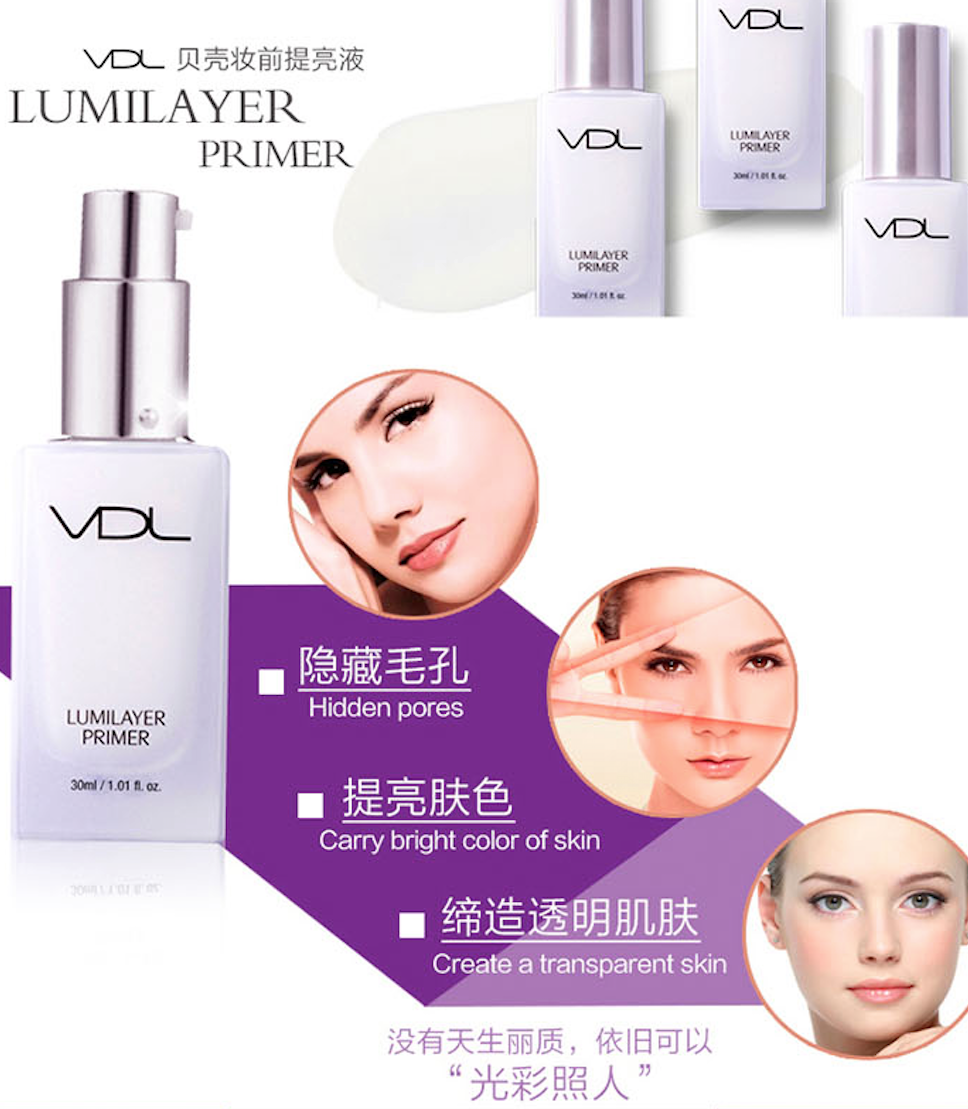 VDL 贝壳妆前提亮液
LUMILAYER
PRIMER
VDL
LUMILAYER
PRIMER
30ml / 1.01 fl. oz.
VDL
LUMILAYER
PRIMER
30ml / 1.01 fl. oz.
VDL
VDL
LUMILAYER
PRIMER
30ml / 1.01 fl. oz.
隐藏毛孔
Hidden pores
提亮肤色
Carry bright color of skin
缔造透明肌肤
Create a transparent skin
没有天生丽质，依旧可以
“光彩照人”